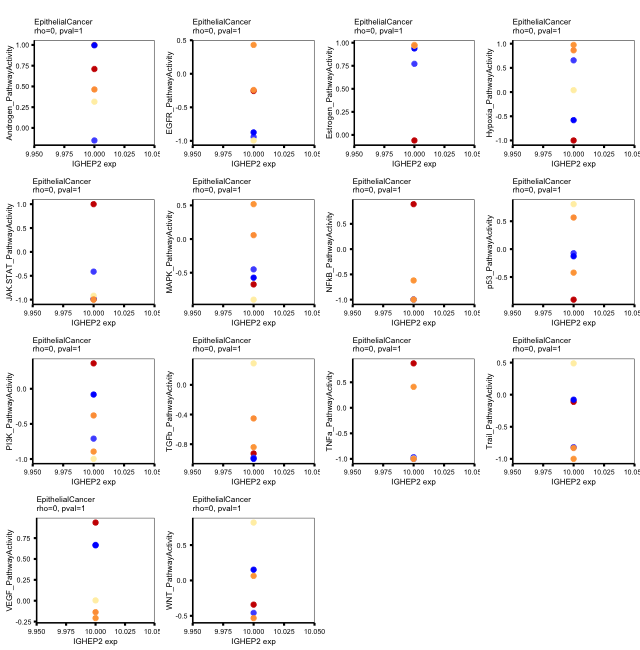 EpithelialCancer
rho=0, pval=1
Androgen_PathwayActivity
1.00
0.75
0.50
0.25
0.00
9.950 9.975 10.000 10.025 10.05
IGHEP2 exp
EpithelialCancer
rho=0, pval=1
EGFR_PathwayActivity
0.5
0.0
-0.5
-1.0
9.950 9.975 10.000 10.025 10.050
IGHEP2 exp
EpithelialCancer
rho=0, pval=1
Estrogen_PathwayActivity
1.00
0.75
0.50
0.25
0.00
9.950 9.975 10.000 10.025 10.05
IGHEP2 exp
EpithelialCancer
rho=0, pval=1
Hypoxia_PathwayActivity
1.0
0.5
0.0
-0.5
-1.0
9.950 9.975 10.000 10.025 10.050
IGHEP2 exp
EpithelialCancer
rho=0, pval=1
JAK.STAT_PathwayActivity
1.0
0.5
0.0
-0.5
-1.0
9.950 9.975 10.000 10.025 10.05
IGHEP2 exp
EpithelialCancer
rho=0, pval=1
MAPK_PathwayActivity
0.5
0.0
-0.5
9.950 9.975 10.000 10.025 10.050
IGHEP2 exp
EpithelialCancer
rho=0, pval=1
NFkB_PathwayActivity
0.5
0.0
-0.5
-1.0
9.950 9.975 10.000 10.025 10.05
IGHEP2 exp
EpithelialCancer
rho=0, pval=1
p53_PathwayActivity
0.5
0.0
-0.5
9.950 9.975 10.000 10.025 10.050
IGHEP2 exp
EpithelialCancer
rho=0, pval=1
PI3K_PathwayActivity
0.0
-0.5
-1.0
9.950 9.975 10.000 10.025 10.05
IGHEP2 exp
EpithelialCancer
rho=0, pval=1
TGFb_PathwayActivity
0.0
-0.4
-0.8
9.950 9.975 10.000 10.025 10.050
IGHEP2 exp
EpithelialCancer
rho=0, pval=1
TNFa_PathwayActivity
0.5
0.0
-0.5
-1.0
9.950 9.975 10.000 10.025 10.05
IGHEP2 exp
EpithelialCancer
rho=0, pval=1
Trail_PathwayActivity
0.5
0.0
-0.5
-1.0
9.950 9.975 10.000 10.025 10.050
IGHEP2 exp
EpithelialCancer
rho=0, pval=1
VEGF_PathwayActivity
0.75
0.50
0.25
0.00
-0.25
9.950 9.975 10.000 10.025 10.05
IGHEP2 exp
EpithelialCancer
rho=0, pval=1
WNT_PathwayActivity
0.5
0.0
-0.5
9.950 9.975 10.000 10.025 10.050
IGHEP2 exp